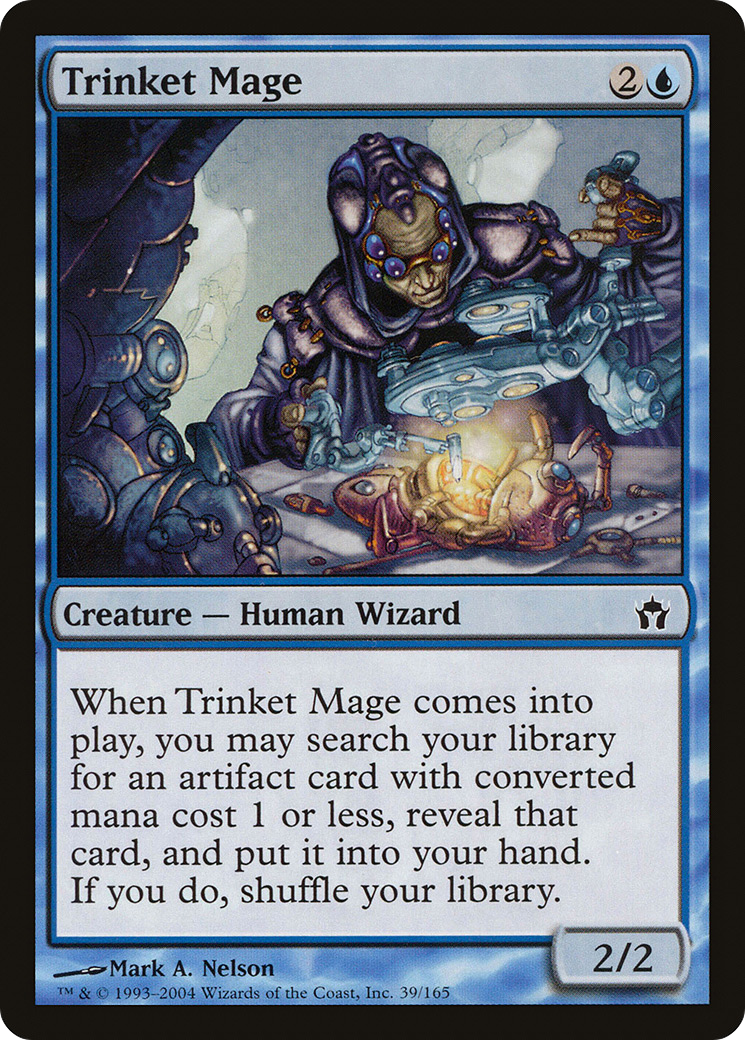 Trinket Mage 2
Creature — Human Wizard
When Trinket Mage comes into
play, you may search your library
for an artifact card with converted
mana cost 1 or less, reveal that
card, and put it into your hand.
If you do, shuffle your library.
2/2
Mark A. Nelson
™ & © 1993–2004 Wizards of the Coast, Inc. 39/165